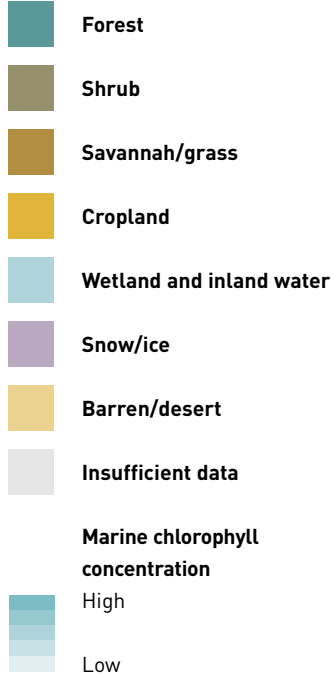 Forest
Shrub
Savannah/grass
Cropland
Wetland and inland water
Snow/ice
Barren/desert
Insufficient data
Marine chlorophyll
concentration
High
Low